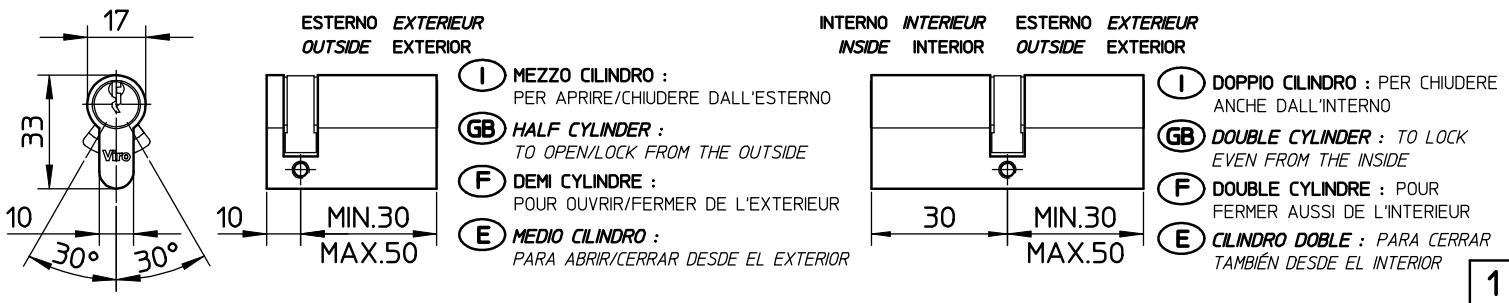 17
33
Viro
10
30°
30°
ESTERNO EXTERIEUR
OUTSIDE EXTERIOR
10
MIN.30
MAX.50
I MEZZO CILINDRO :
PER APRIRE/CHIUDERE DALL'ESTERNO
GB HALF CYLINDER :
TO OPEN/LOCK FROM THE OUTSIDE
F DEMI CYLINDRE :
POUR OUVRIR/FERMER DE L'EXTERIEUR
E MEDIO CILINDRO :
PARA ABRIR/CERRAR DESDE EL EXTERIOR
INTERNO INTERIEUR ESTERNO EXTERIEUR
INSIDE INTERIOR OUTSIDE EXTERIOR
30
MIN.30
MAX.50
I DOPPIO CILINDRO : PER CHIUDERE
ANCHE DALL'INTERNO
GB DOUBLE CYLINDER : TO LOCK
EVEN FROM THE INSIDE
F DOUBLE CYLINDRE : POUR
FERMER AUSSI DE L'INTERIEUR
E CILINDRO DOBLE : PARA CERRAR
TAMBIÉN DESDE EL INTERIOR
1